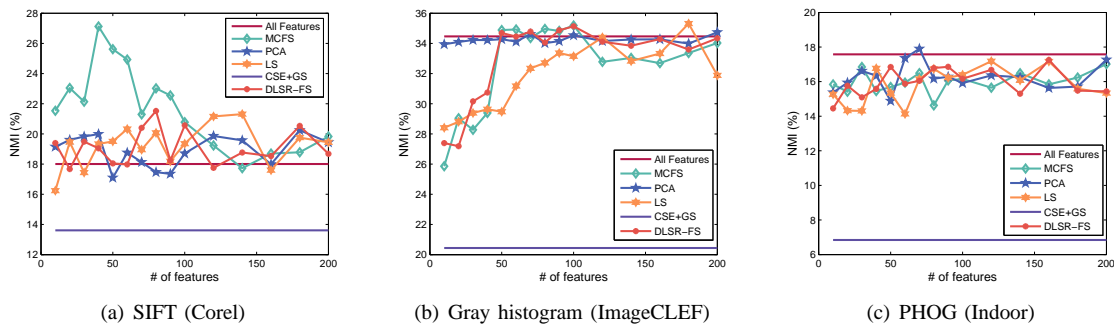 NMI (%)
28
26
24
22
20
18
16
14
12
0
50
100
150
200
# of features
All Features
MCFS
PCA
LS
CSE+GS
DLSR−FS
(a) SIFT (Corel)
NMI (%)
36
34
32
30
28
26
24
22
20
0
50
100
150
200
# of features
All Features
MCFS
PCA
LS
CSE+GS
DLSR−FS
(b) Gray histogram (ImageCLEF)
NMI (%)
20
18
16
14
12
10
8
6
0
50
100
150
200
# of features
All Features
MCFS
PCA
LS
CSE+GS
DLSR−FS
(c) PHOG (Indoor)